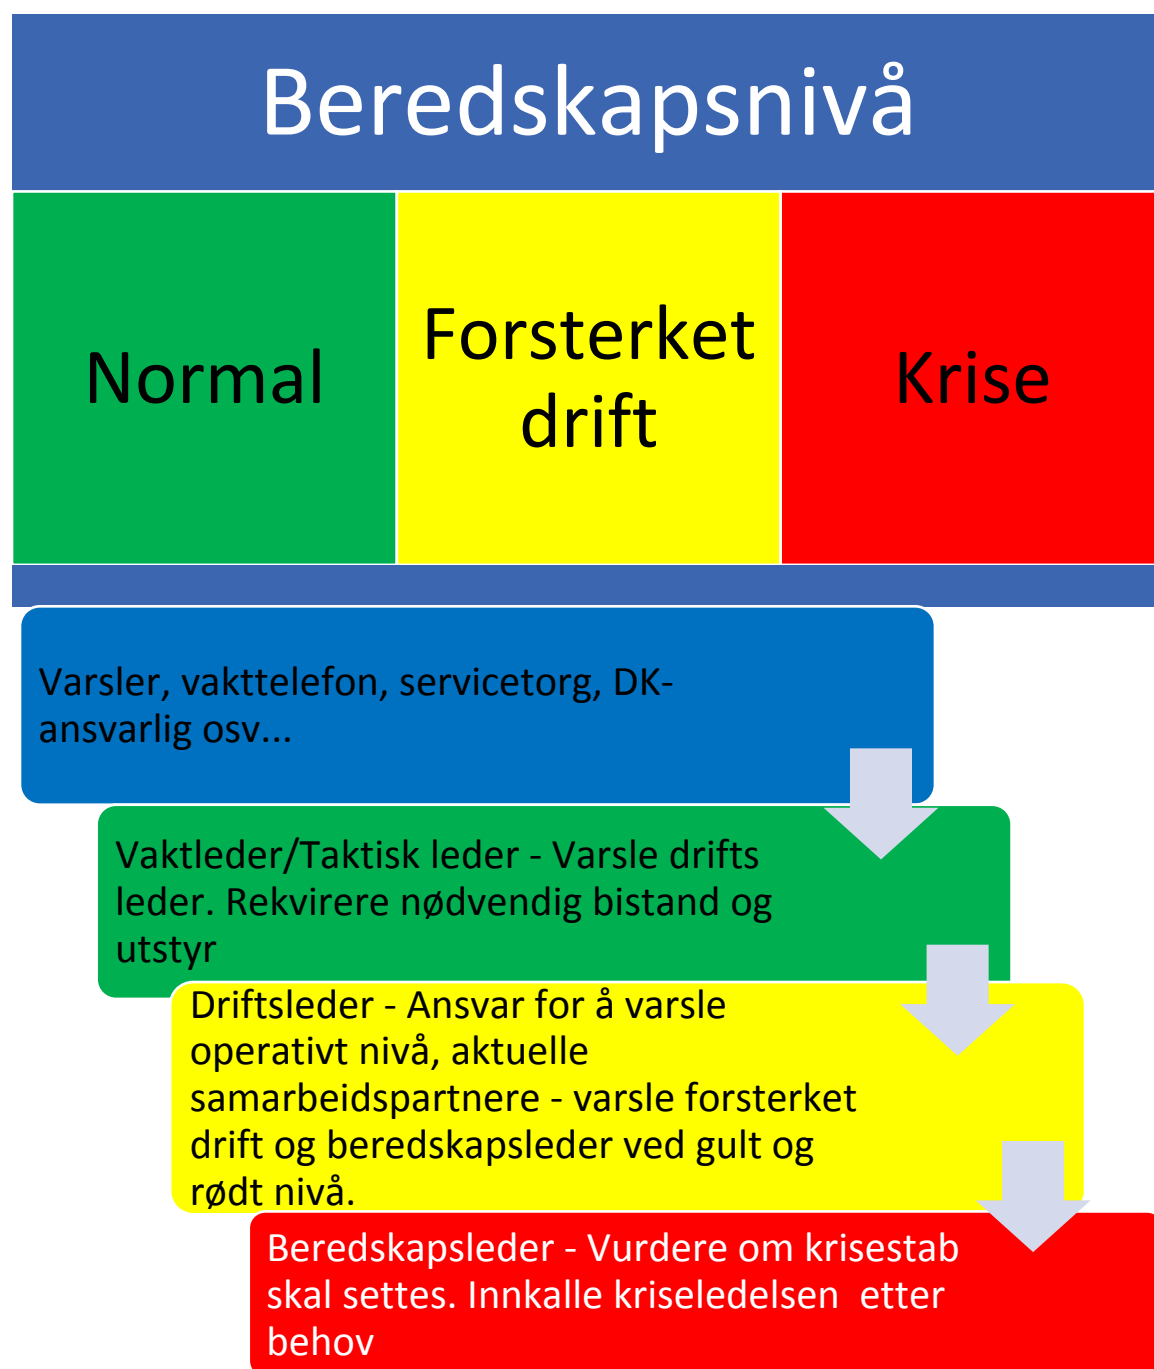 Beredskapsnivå
Normal
Forsterket
drift
Krise
Varsler, vakttelefon, servicetorg, DK-
ansvarlig osv...
Vaktleder/Taktisk leder - Varsle drifts
leder. Rekvirere nødvendig bistand og
utstyr
Driftsleder - Ansvar for å varsle
operativt nivå, aktuelle
samarbeidspartnere - varsle forsterket
drift og beredskapsleder ved gult og
rødt nivå.
Beredskapsleder - Vurdere om krisestab
skal settes. Innkalle kriseledelsen  etter
behov